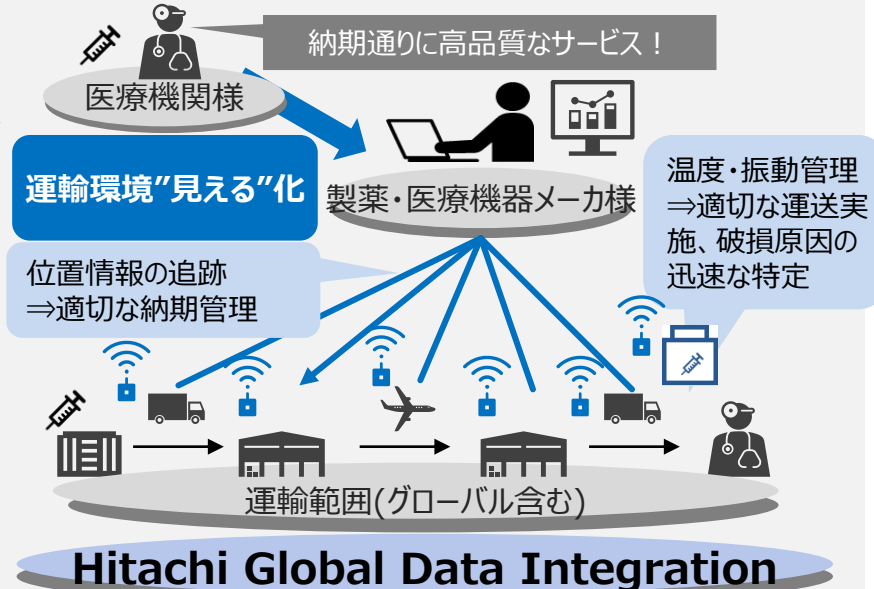 納期通りに高品質なサービス！
医療機関様
運輸環境”見える”化
製薬・医療機器メーカ様
温度・振動管理
⇒適切な運送実
施、破損原因の
迅速な特定
位置情報の追跡
⇒適切な納期管理
運輸範囲(グローバル含む)
Hitachi Global Data Integration